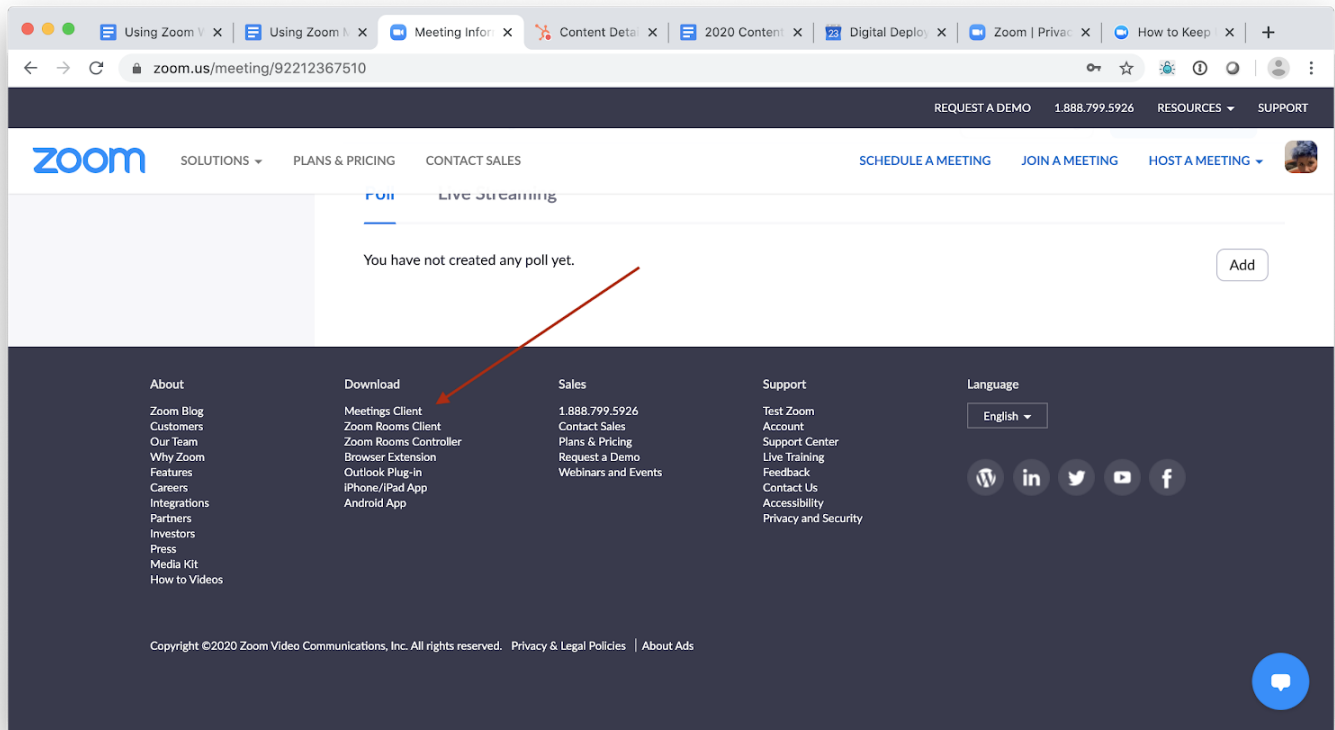 Using Zoom W
Using Zoom M
Meeting Infor
Content Detai
2020 Content
23
Digital Deploy
Zoom | Privac
How to Keep
zoom.us/meeting/92212367510
REQUEST A DEMO 1.888.799.5926 RESOURCES SUPPORT
zoom SOLUTIONS PLANS & PRICING CONTACT SALES SCHEDULE A MEETING JOIN A MEETING HOST A MEETING
Poll Live Streaming
You have not created any poll yet. Add
About
Zoom Blog
Customers
Our Team
Why Zoom
Features
Careers
Integrations
Partners
Investors
Press
Media Kit
How to Videos
Download
Meetings Client
Zoom Rooms Client
Zoom Rooms Controller
Browser Extension
Outlook Plug-in
iPhone/iPad App
Android App
Sales
1.888.799.5926
Contact Sales
Plans & Pricing
Request a Demo
Webinars and Events
Support
Test Zoom
Account
Support Center
Live Training
Feedback
Contact Us
Accessibility
Privacy and Security
Language
English
Copyright ©2020 Zoom Video Communications, Inc. All rights reserved. Privacy & Legal Policies | About Ads